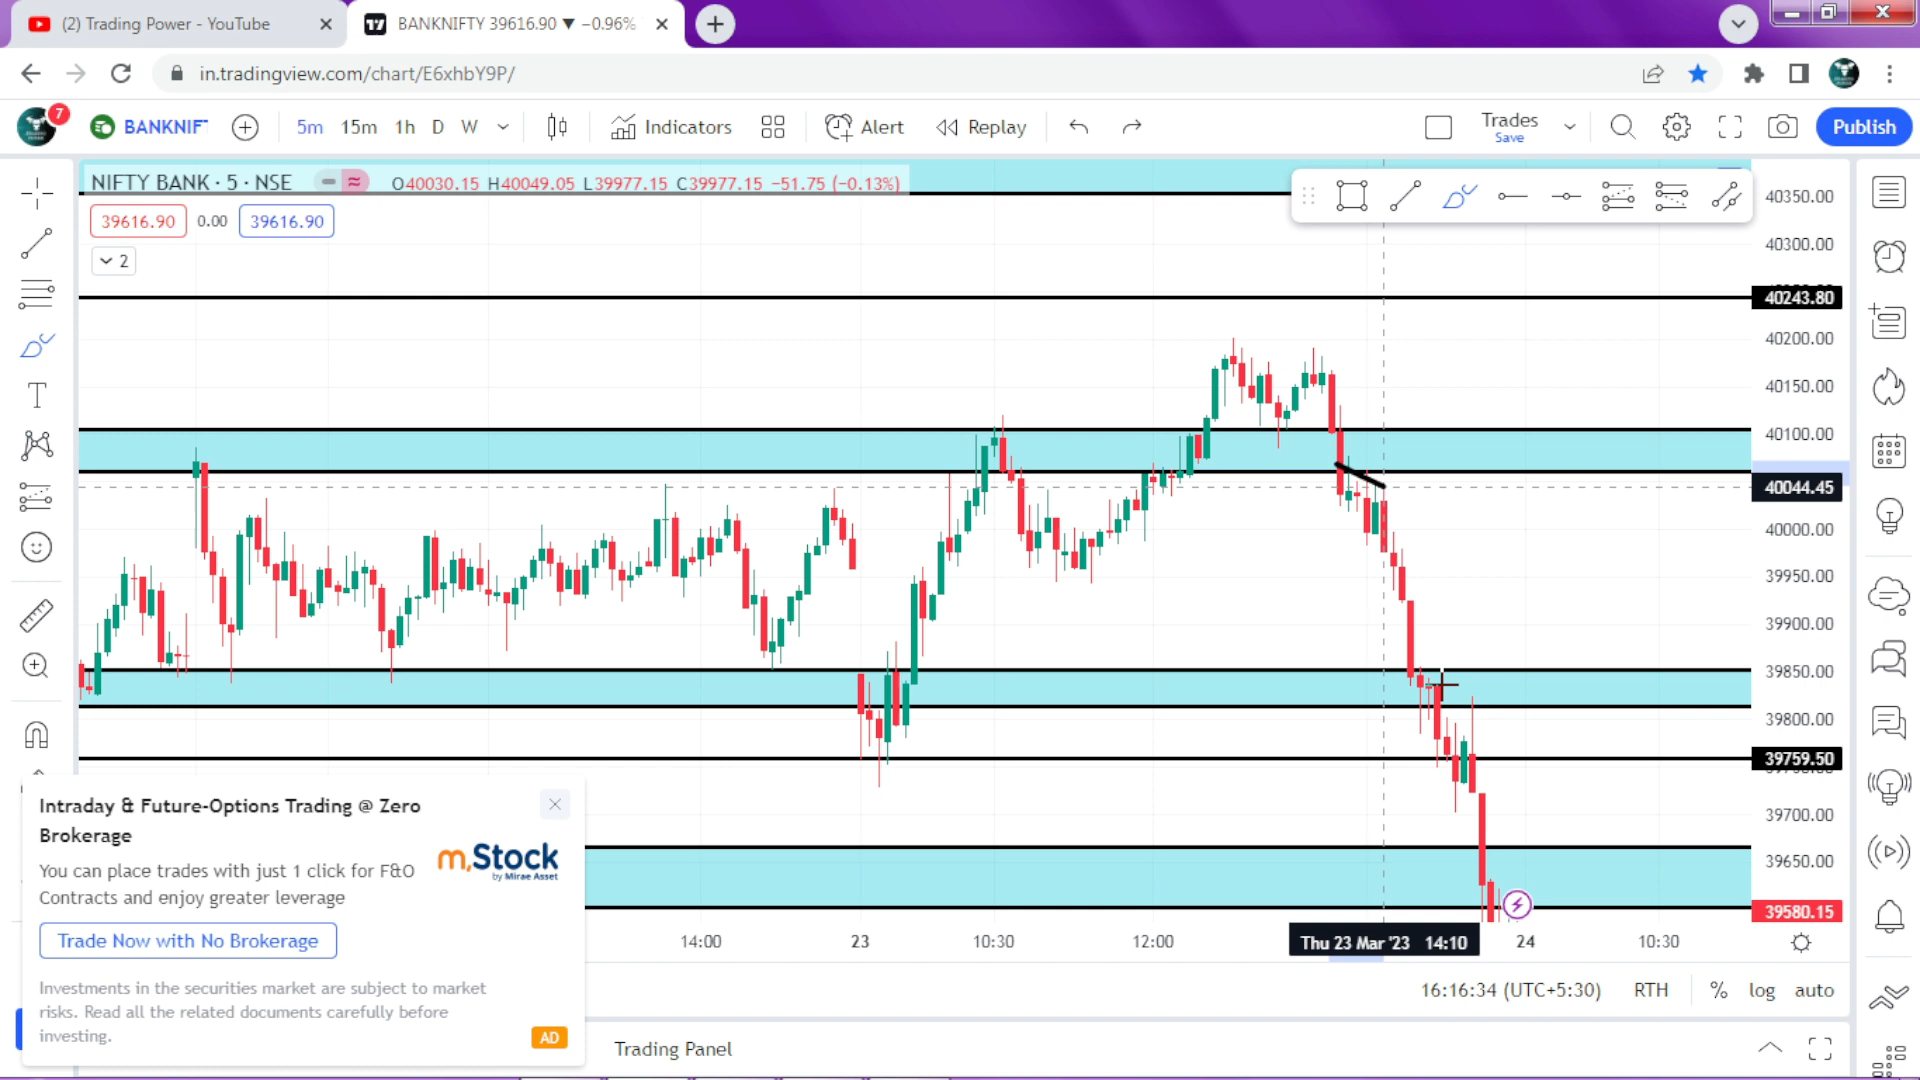 (2) Trading Power - YouTube
BANKNIFTY 39616.90 ▼ −0.96%
in.tradingview.com/chart/E6xhbY9P/
7
BANKNIF
5m 15m 1h D W
Indicators
Alert
Replay
Trades
Save
Publish
NIFTY BANK · 5 · NSE
O40030.15 H40049.05 L39977.15 C39977.15 −51.75 (−0.13%)
39616.90 0.00 39616.90
2
40350.00
40300.00
40243.80
40200.00
40150.00
40100.00
40044.45
40000.00
39950.00
39900.00
39850.00
39800.00
39759.50
39700.00
39650.00
39580.15
14:00 23 10:30 12:00 Thu 23 Mar '23 14:10 24 10:30
Intraday & Future-Options Trading @ Zero
Brokerage
You can place trades with just 1 click for F&O
Contracts and enjoy greater leverage
m.Stock
by Mirae Asset
Trade Now with No Brokerage
Investments in the securities market are subject to market
risks. Read all the related documents carefully before
investing.
AD
16:16:34 (UTC+5:30) RTH % log auto
Trading Panel